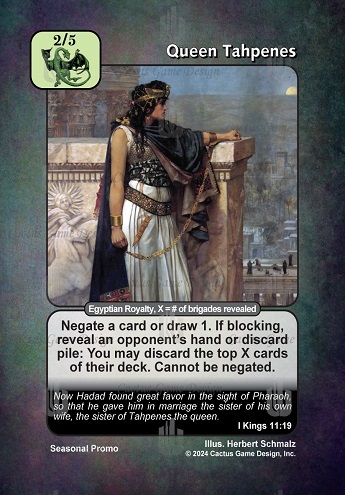 2/5
Queen Tahpenes
Egyptian Royalty, X = # of brigades revealed
Negate a card or draw 1. If blocking,
reveal an opponent's hand or discard
pile: You may discard the top X cards
of their deck. Cannot be negated.
Now Hadad found great favor in the sight of Pharaoh,
so that he gave him in marriage the sister of his own
wife, the sister of Tahpenes the queen.
I Kings 11:19
Seasonal Promo
Illus. Herbert Schmalz
© 2024 Cactus Game Design, Inc.